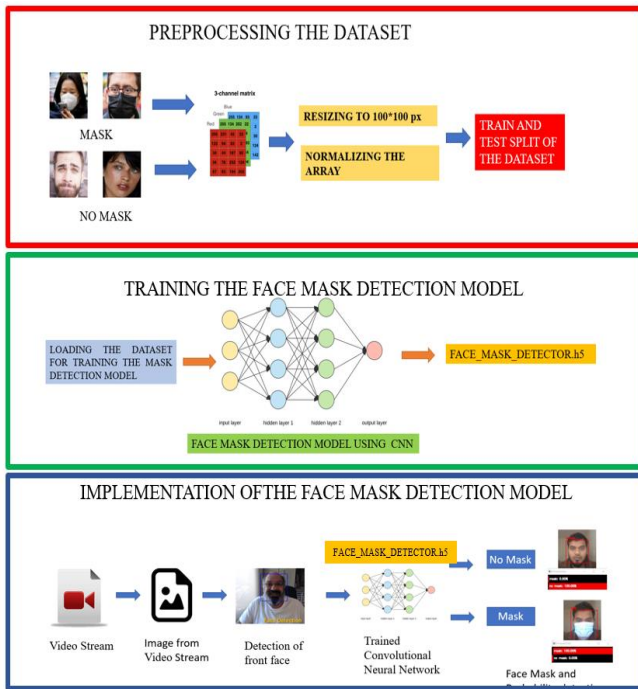 PREPROCESSING THE DATASET
3-channel matrix
Blue
Green
Red
MASK
NO MASK
RESIZING TO 100*100 px
NORMALIZING THE
ARRAY
TRAIN AND
TEST SPLIT OF
THE DATASET
TRAINING THE FACE MASK DETECTION MODEL
LOADING THE DATASET
FOR TRAINING THE MASK
DETECTION MODEL
input layer
hidden layer 1
hidden layer 2
output layer
FACE_MASK_DETECTOR.h5
FACE MASK DETECTION MODEL USING CNN
IMPLEMENTATION OFTHE FACE MASK DETECTION MODEL
FACE_MASK_DETECTOR.h5
No Mask
Mask
Video Stream
Image from
Video Stream
Detection of
front face
Trained
Convolutional
Neural Network
Face Mask and